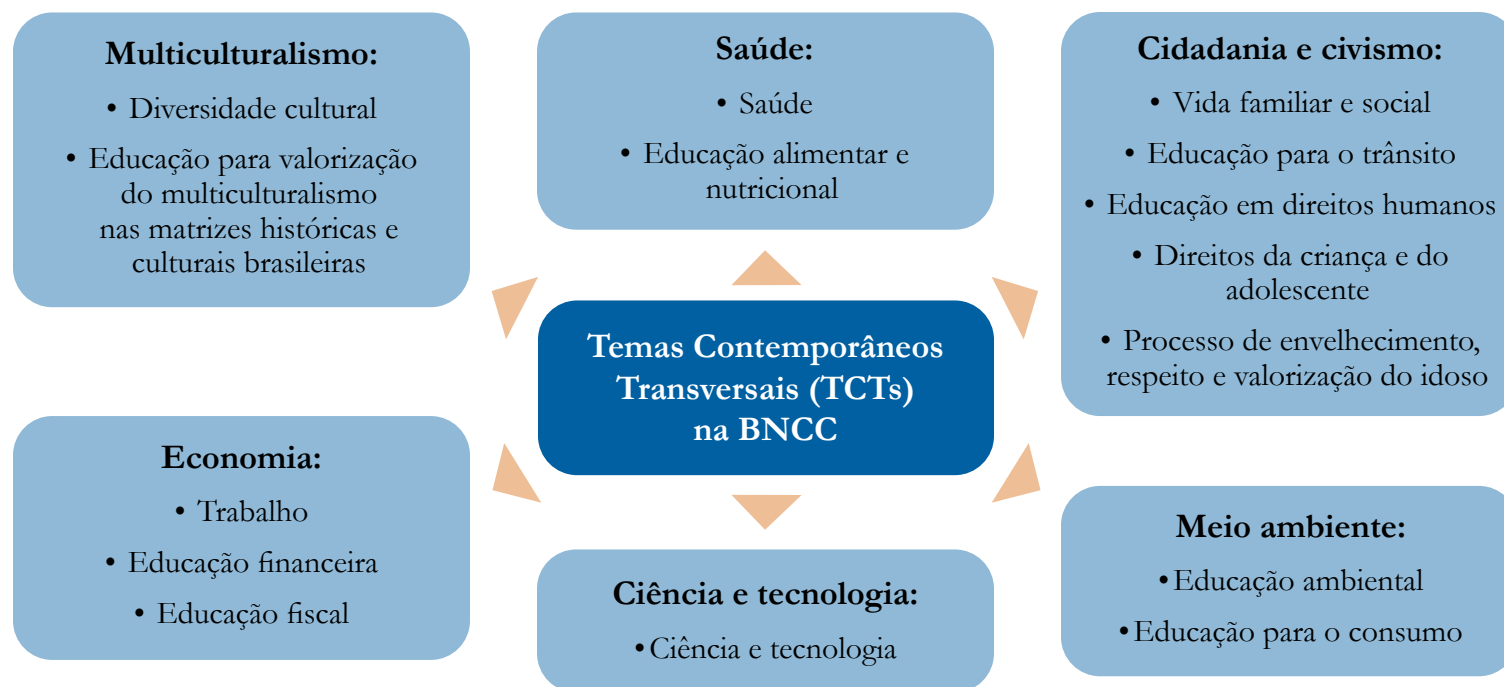 Multiculturalismo:
• Diversidade cultural
• Educação para valorização
do multiculturalismo
nas matrizes históricas e
culturais brasileiras
Saúde:
• Saúde
• Educação alimentar e
nutricional
Cidadania e civismo:
• Vida familiar e social
• Educação para o trânsito
• Educação em direitos humanos
• Direitos da criança e do
adolescente
• Processo de envelhecimento,
respeito e valorização do idoso
Temas Contemporâneos
Transversais (TCTs)
na BNCC
Economia:
• Trabalho
• Educação financeira
• Educação fiscal
Ciência e tecnologia:
• Ciência e tecnologia
Meio ambiente:
• Educação ambiental
• Educação para o consumo